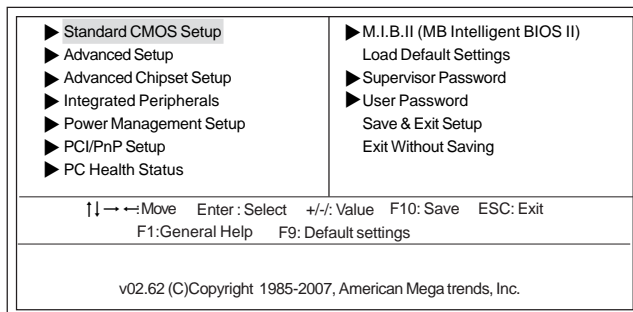 Standard CMOS Setup
Advanced Setup
Advanced Chipset Setup
Integrated Peripherals
Power Management Setup
PCI/PnP Setup
PC Health Status
M.I.B.II (MB Intelligent BIOS II)
Load Default Settings
Supervisor Password
User Password
Save & Exit Setup
Exit Without Saving
↑↓→←:Move Enter : Select +/-/: Value F10: Save ESC: Exit
F1:General Help F9: Default settings
v02.62 (C)Copyright 1985-2007, American Mega trends, Inc.